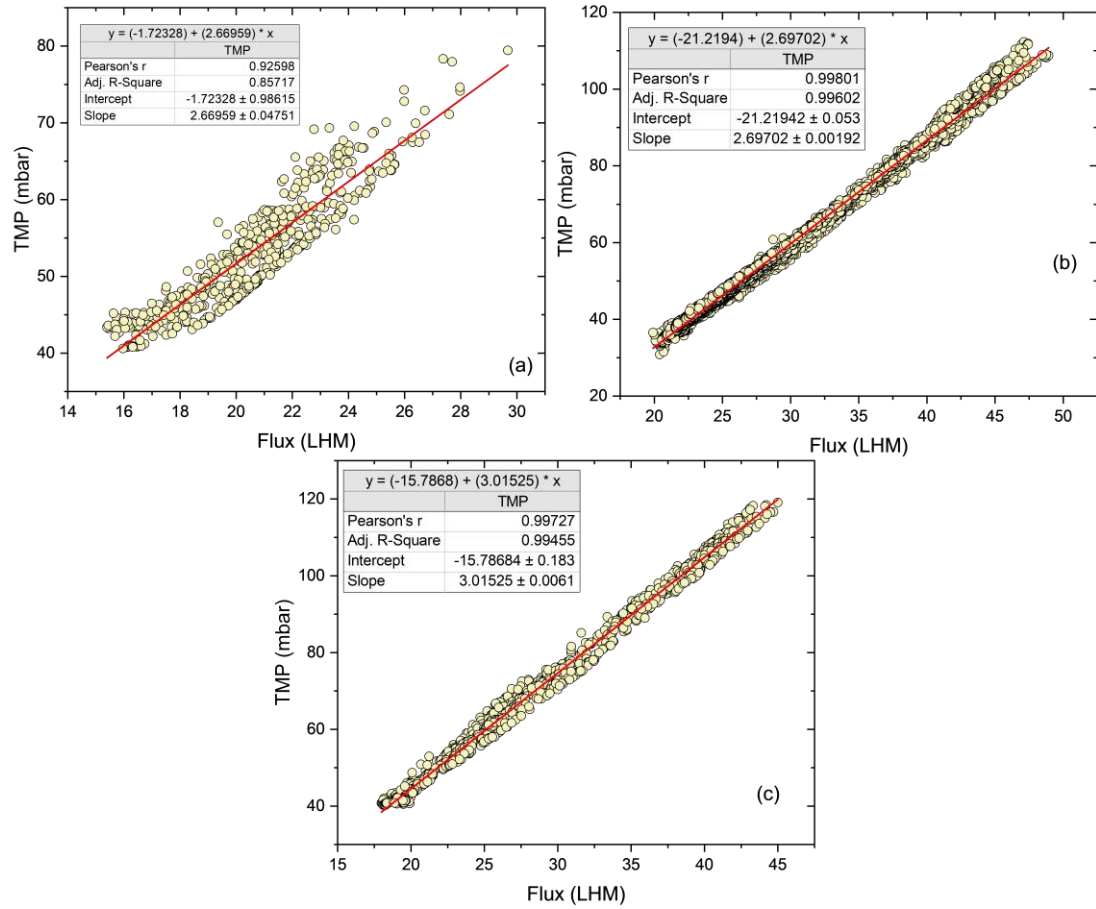 y = (-1.72328) + (2.66959) * x
TMP
Pearson's r 0.92598
Adj. R-Square 0.85717
Intercept -1.72328 ± 0.98615
Slope 2.66959 ± 0.04751
80
70
60
50
40
TMP (mbar)
(a)
14 16 18 20 22 24 26 28 30
Flux (LHM)
y = (-21.2194) + (2.69702) * x
TMP
Pearson's r 0.99801
Adj. R-Square 0.99602
Intercept -21.21942 ± 0.053
Slope 2.69702 ± 0.00192
120
100
80
60
40
20
TMP (mbar)
(b)
20 25 30 35 40 45 50
Flux (LHM)
y = (-15.7868) + (3.01525) * x
TMP
Pearson's r 0.99727
Adj. R-Square 0.99455
Intercept -15.78684 ± 0.183
Slope 3.01525 ± 0.0061
120
100
80
60
40
TMP (mbar)
(c)
15 20 25 30 35 40 45
Flux (LHM)